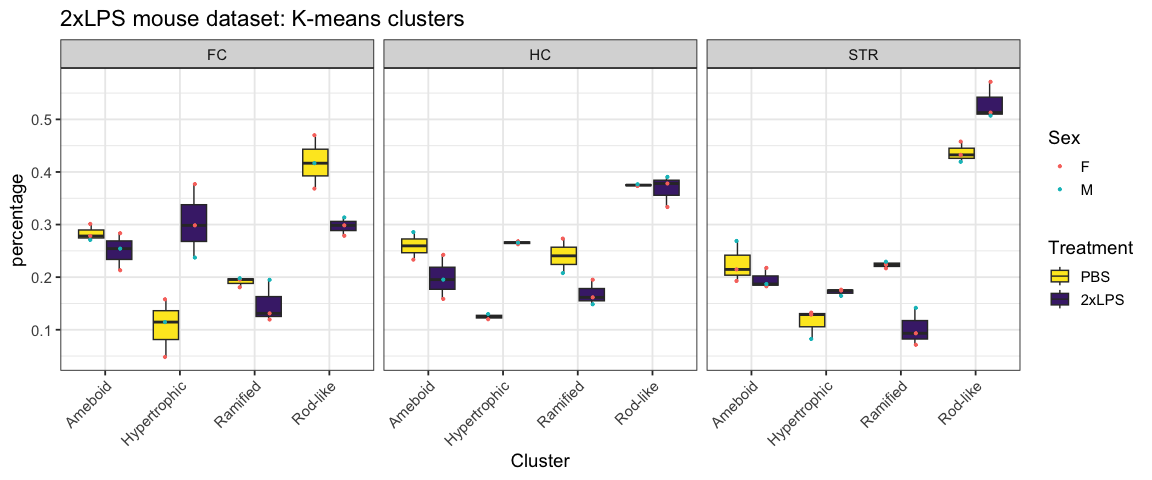 2xLPS mouse dataset: K-means clusters
FC
HC
STR
percentage
0.5
0.4
0.3
0.2
0.1
Ameboid
Hypertrophic
Ramified
Rod-like
Ameboid
Hypertrophic
Ramified
Rod-like
Ameboid
Hypertrophic
Ramified
Rod-like
Cluster
Sex
F
M
Treatment
PBS
2xLPS